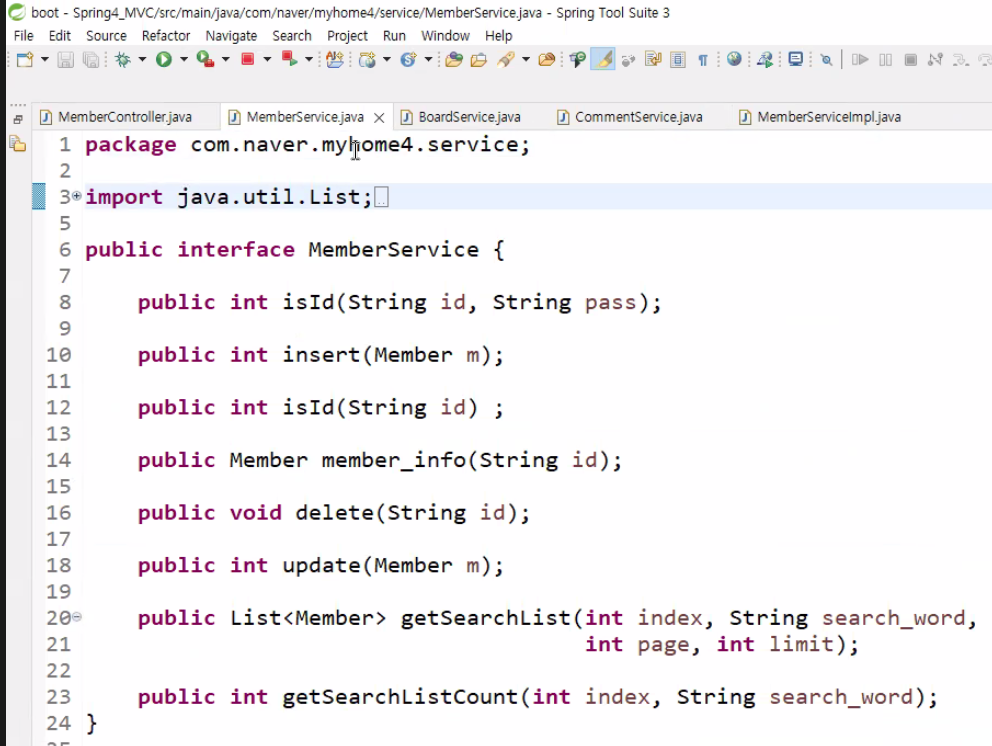 boot - Spring4_MVC/src/main/java/com/naver/myhome4/service/MemberService.java - Spring Tool Suite 3
File Edit Source Refactor Navigate Search Project Run Window Help
MemberController.java MemberService.java BoardService.java CommentService.java MemberServiceImpl.java
1 package com.naver.myhome4.service;
2
3 import java.util.List;
5
6 public interface MemberService {
7
8 public int isId(String id, String pass);
9
10 public int insert(Member m);
11
12 public int isId(String id) ;
13
14 public Member member_info(String id);
15
16 public void delete(String id);
17
18 public int update(Member m);
19
20 public List<Member> getSearchList(int index, String search_word,
21 int page, int limit);
22
23 public int getSearchListCount(int index, String search_word);
24 }